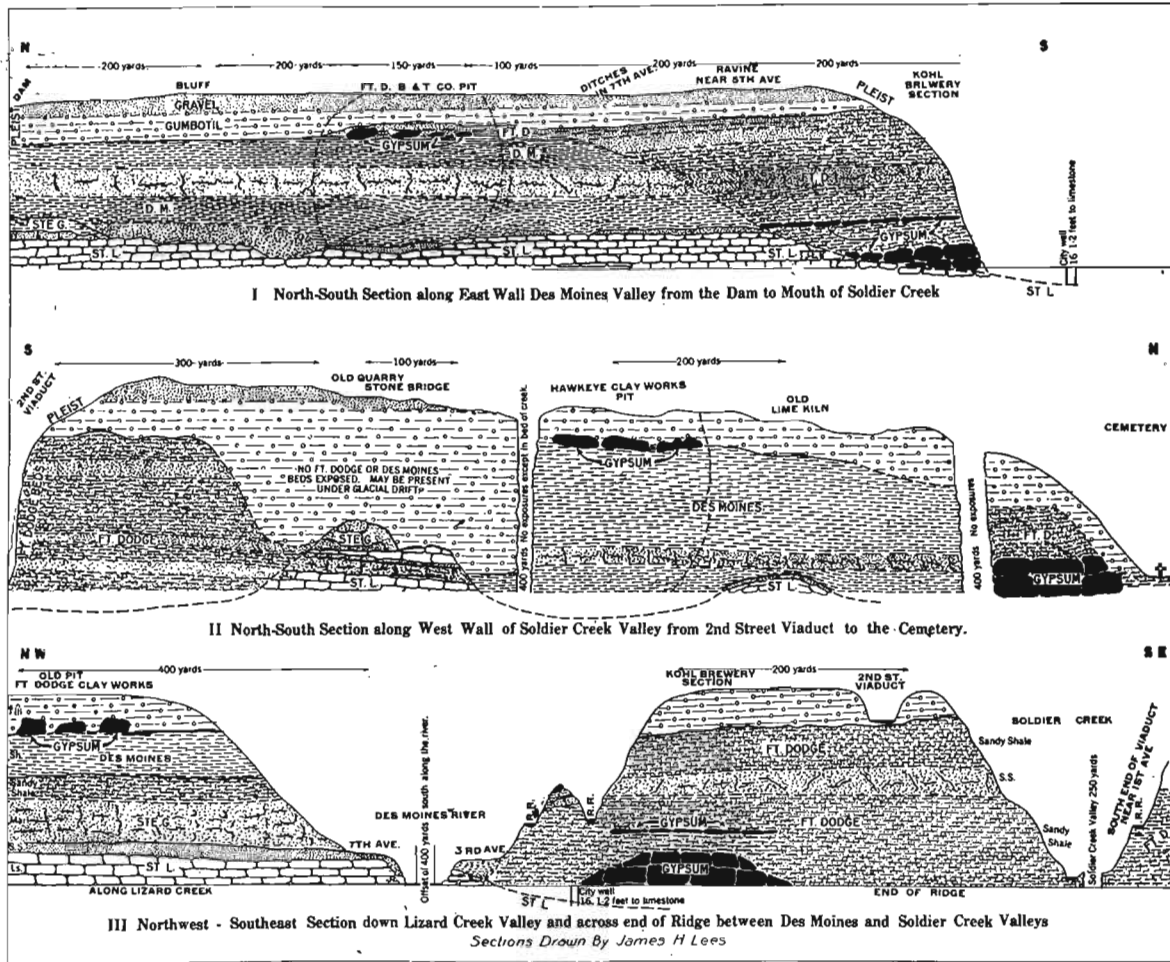 N
S
200 yards
200 yards
150 yards
100 yards
200 yards
200 yards
PLEIST
DAM
BLUFF
FT. D. B & T CO. PIT
DITCHES
IN 7TH AVE.
RAVINE
NEAR 5TH AVE
PLEIST
KOHL
BREWERY
SECTION
GRAVEL
GUMBOTIL
GYPSUM
FT. D.
D. M.
D. M.
STE G.
ST. L.
ST. L.
ST. L.
GYPSUM
City well
16 1-2 feet to limestone
ST L
I North-South Section along East Wall Des Moines Valley from the Dam to Mouth of Soldier Creek
S
N
300 yards
100 yards
200 yards
2ND ST.
VIADUCT
PLEIST
OLD QUARRY
STONE BRIDGE
HAWKEYE CLAY WORKS
PIT
OLD
LIME KILN
CEMETERY
FT. DODGE BEDS
NO FT. DODGE OR DES MOINES
BEDS EXPOSED. MAY BE PRESENT
UNDER GLACIAL DRIFT
FT. DODGE
STE G.
ST. L.
400 yards No exposures except in bed of creek.
GYPSUM
DES MOINES
ST. L.
400 yards No exposures
FT. D.
GYPSUM
II North-South Section along West Wall of Soldier Creek Valley from 2nd Street Viaduct to the Cemetery.
N W
S E
400 yards
200 yards
OLD PIT
FT DODGE CLAY WORKS
KOHL BREWERY
SECTION
2ND ST.
VIADUCT
SOLDIER CREEK
Till
GYPSUM
Sh.
DES MOINES
Sandy
Shale
STE G.
S.S.
ST L
Ls.
7TH AVE.
ALONG LIZARD CREEK
Offset of 400 yards south along the river.
DES MOINES RIVER
3RD AVE
R.R.
R.R.
FT. DODGE
GYPSUM
FT. DODGE
GYPSUM
Sandy Shale
S.S.
Sandy
Shale
Soldier Creek Valley 250 yards
SOUTH END OF VIADUCT
NEAR 1ST AVE
R.R.
ST L
City well
16 1-2 feet to limestone
END OF RIDGE
III Northwest - Southeast Section down Lizard Creek Valley and across end of Ridge between Des Moines and Soldier Creek Valleys
Sections Drawn By James H Lees